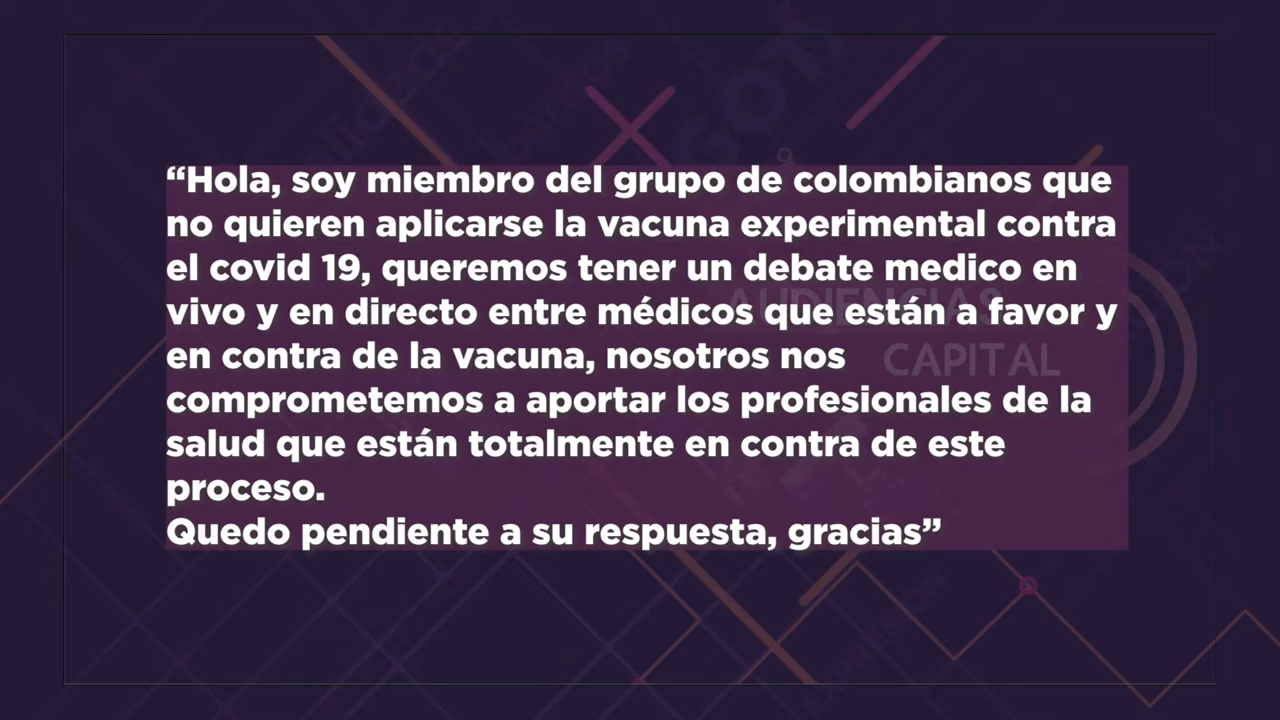 “Hola, soy miembro del grupo de colombianos que
no quieren aplicarse la vacuna experimental contra
el covid 19, queremos tener un debate medico en
vivo y en directo entre médicos que están a favor y
en contra de la vacuna, nosotros nos
comprometemos a aportar los profesionales de la
salud que están totalmente en contra de este
proceso.
Quedo pendiente a su respuesta, gracias”
AUDIENCIAS
CAPITAL